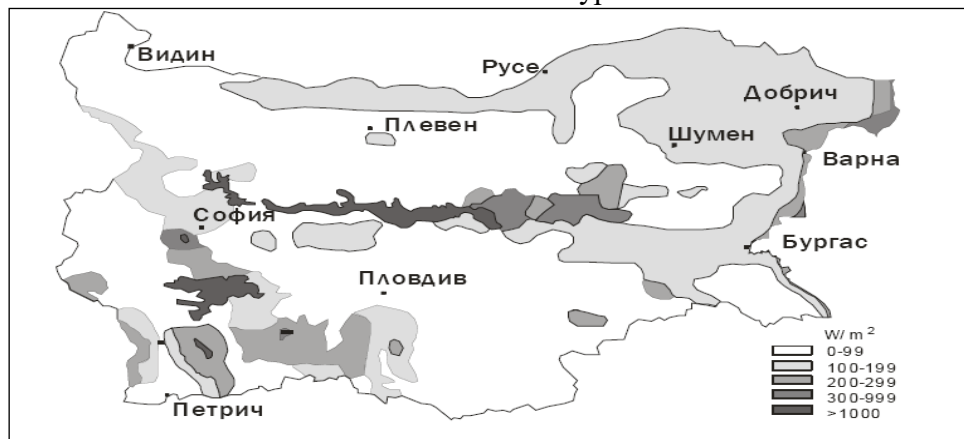 Видин
Русе
Добрич
Плевен
Шумен
Варна
София
Бургас
Пловдив
Петрич
W/m²
0-99
100-199
200-299
300-999
>1000